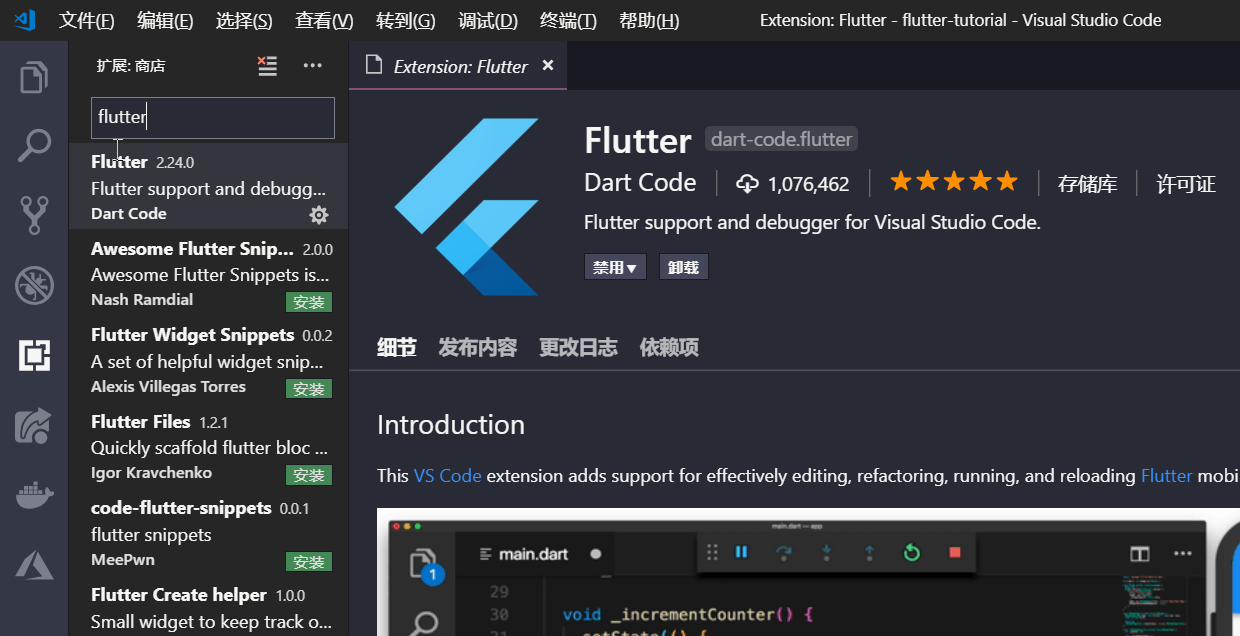 文件(F) 编辑(E) 选择(S) 查看(V) 转到(G) 调试(D) 终端(T) 帮助(H) Extension: Flutter - flutter-tutorial - Visual Studio Code
扩展: 商店
flutter
Flutter 2.24.0
Flutter support and debugg...
Dart Code
Awesome Flutter Snip... 2.0.0
Awesome Flutter Snippets is...
Nash Ramdial 安装
Flutter Widget Snippets 0.0.2
A set of helpful widget snip...
Alexis Villegas Torres 安装
Flutter Files 1.2.1
Quickly scaffold flutter bloc ...
Igor Kravchenko 安装
code-flutter-snippets 0.0.1
flutter snippets
MeePwn 安装
Flutter Create helper 1.0.0
Small widget to keep track o...
Extension: Flutter
Flutter dart-code.flutter
Dart Code 1,076,462 存储库 许可证
Flutter support and debugger for Visual Studio Code.
禁用 卸载
细节 发布内容 更改日志 依赖项
Introduction
This VS Code extension adds support for effectively editing, refactoring, running, and reloading Flutter mobi
main.dart — app
main.dart
1
29
30 void _incrementCounter() {
31 setState(() {